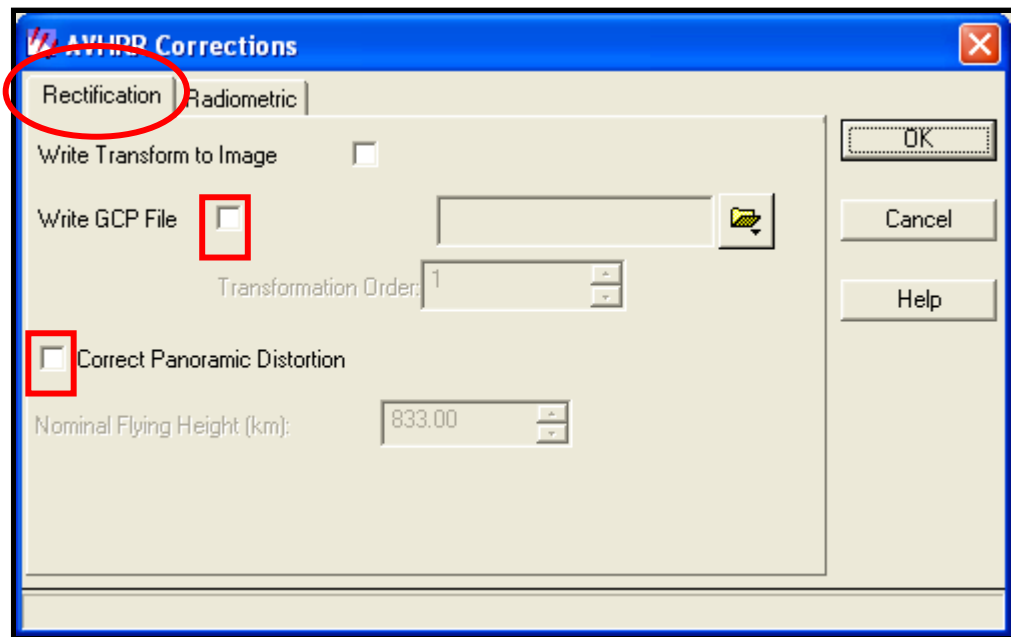 AVHRR Corrections
Rectification Radiometric
Write Transform to Image
OK
Write GCP File
Cancel
Transformation Order: 1
Help
Correct Panoramic Distortion
Nominal Flying Height (km): 833.00